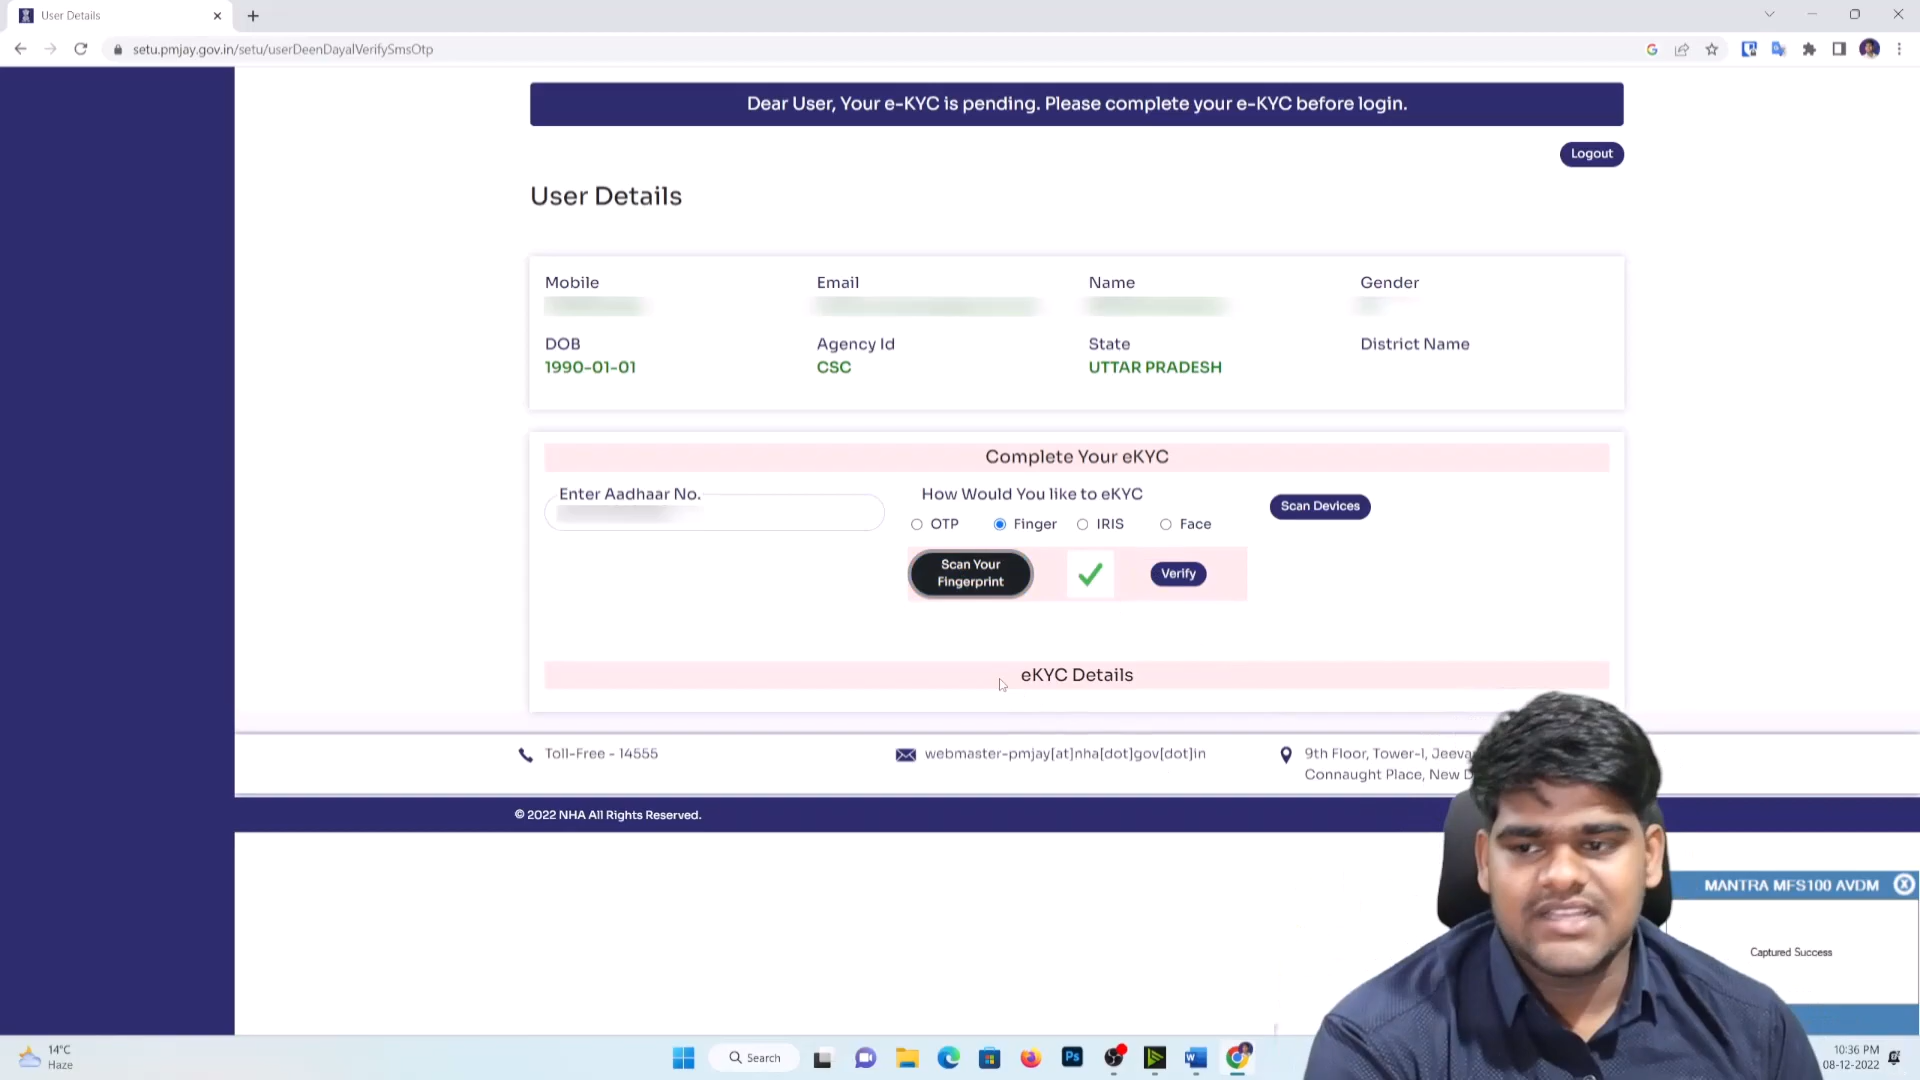 User Details
setu.pmjay.gov.in/setu/userDeenDayalVerifySmsOtp
Dear User, Your e-KYC is pending. Please complete your e-KYC before login.
Logout
User Details
Mobile Email Name Gender
DOB Agency Id State District Name
1990-01-01 CSC UTTAR PRADESH
Complete Your eKYC
Enter Aadhaar No. How Would You like to eKYC
Scan Devices
OTP Finger IRIS Face
Scan Your
Fingerprint
Verify
eKYC Details
Toll-Free - 14555 webmaster-pmjay[at]nha[dot]gov[dot]in 9th Floor, Tower-I,
Connaught Place, New
© 2022 NHA All Rights Reserved.
MANTRA MFS100 AVDM
Captured Success
14°C
Haze
Search
Ps
10:36 PM
08-12-2022